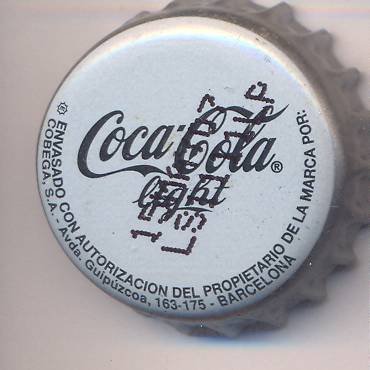 Coca-Cola®
light
ENVASADO CON AUTORIZACION DEL PROPIETARIO DE LA MARCA POR:
COBEGA, S.A. - Avda. Guipúzcoa, 163-175 - BARCELONA